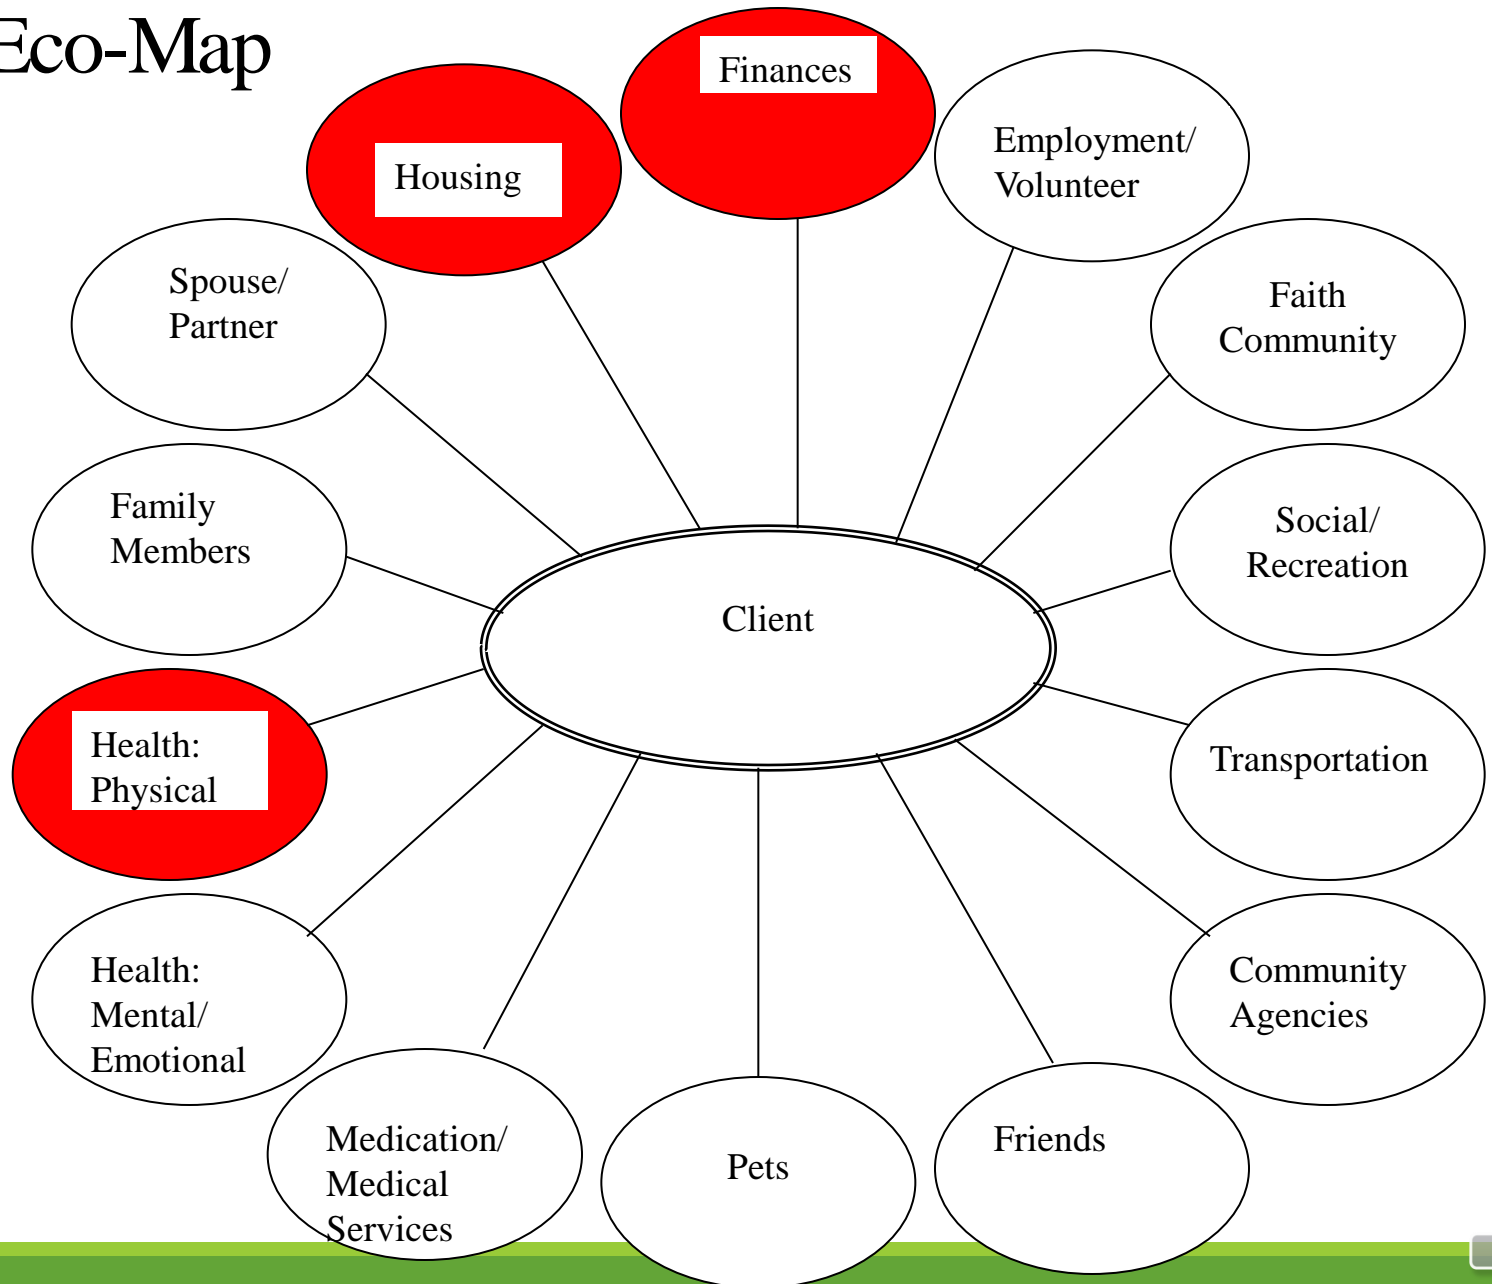 Eco-Map
Finances
Housing
Employment/
Volunteer
Spouse/
Partner
Faith
Community
Family
Members
Social/
Recreation
Client
Health:
Physical
Transportation
Health:
Mental/
Emotional
Community
Agencies
Medication/
Medical
Services
Pets
Friends